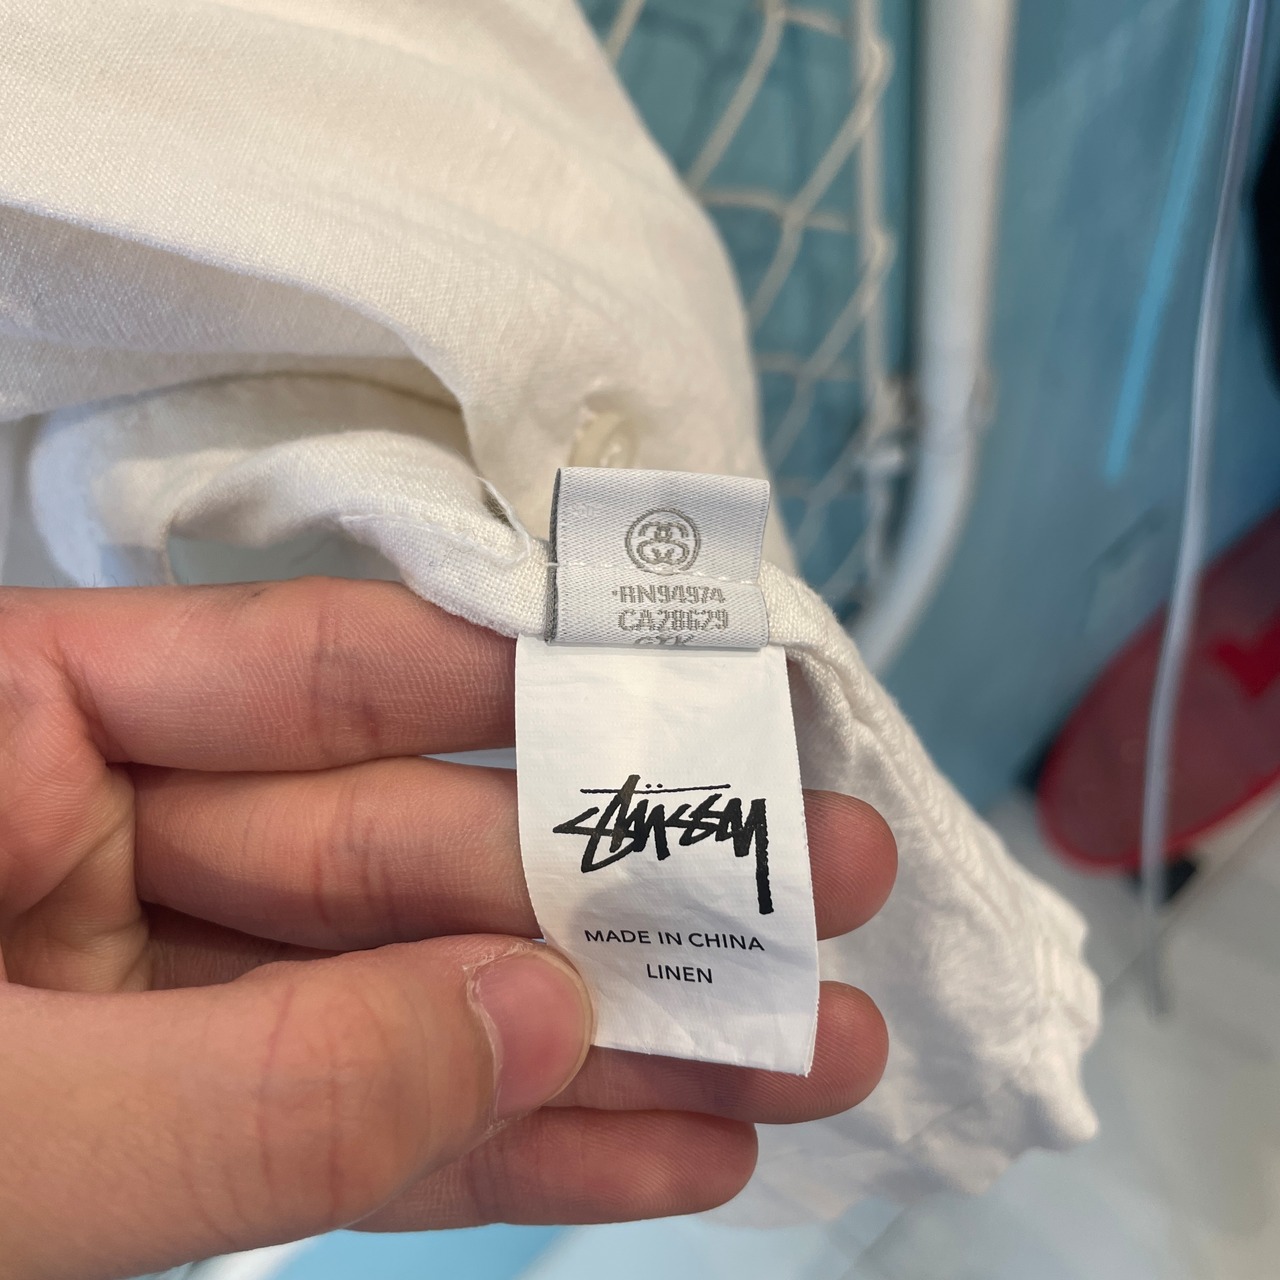 RN94974
CA28629
Stüssy
MADE IN CHINA
LINEN